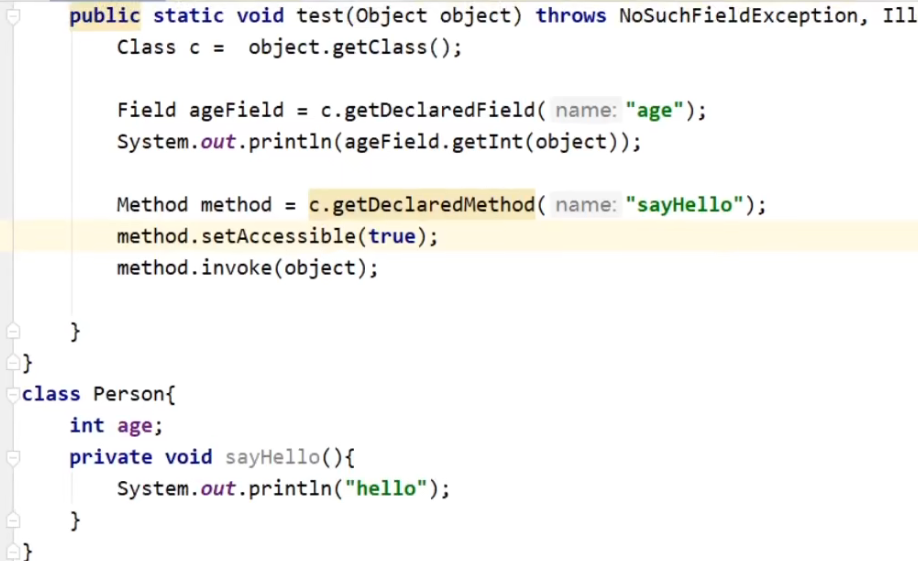 public static void test(Object object) throws NoSuchFieldException, Ill
Class c =  object.getClass();
Field ageField = c.getDeclaredField( name: "age");
System.out.println(ageField.getInt(object));
Method method = c.getDeclaredMethod( name: "sayHello");
method.setAccessible(true);
method.invoke(object);
}
}
class Person{
int age;
private void sayHello(){
System.out.println("hello");
}
}